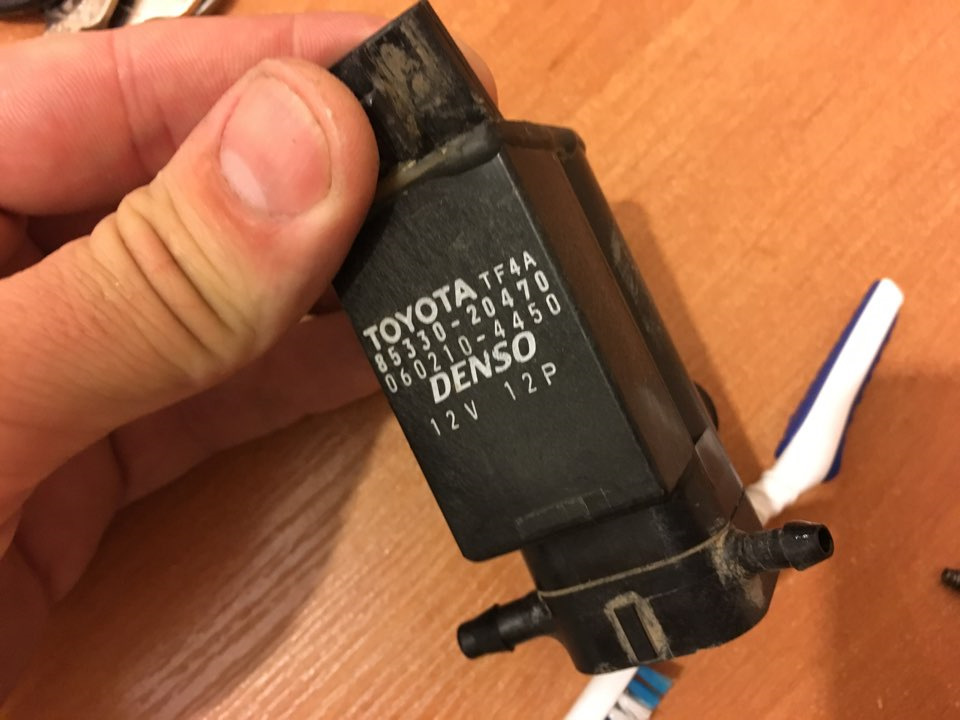 TOYOTA TF4A
85330-20470
060210-4450
DENSO
12V 12P